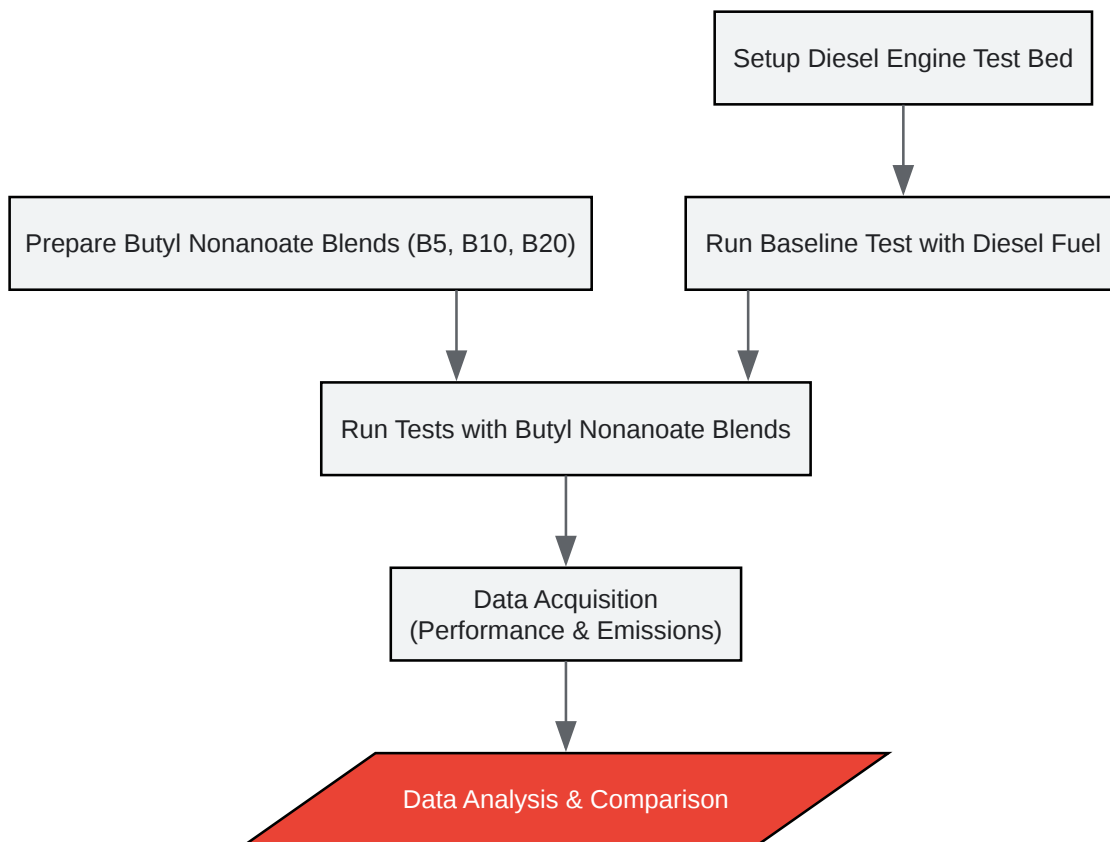 Setup Diesel Engine Test Bed
Prepare Butyl Nonanoate Blends (B5, B10, B20)
Run Baseline Test with Diesel Fuel
Run Tests with Butyl Nonanoate Blends
Data Acquisition
(Performance & Emissions)
Data Analysis & Comparison